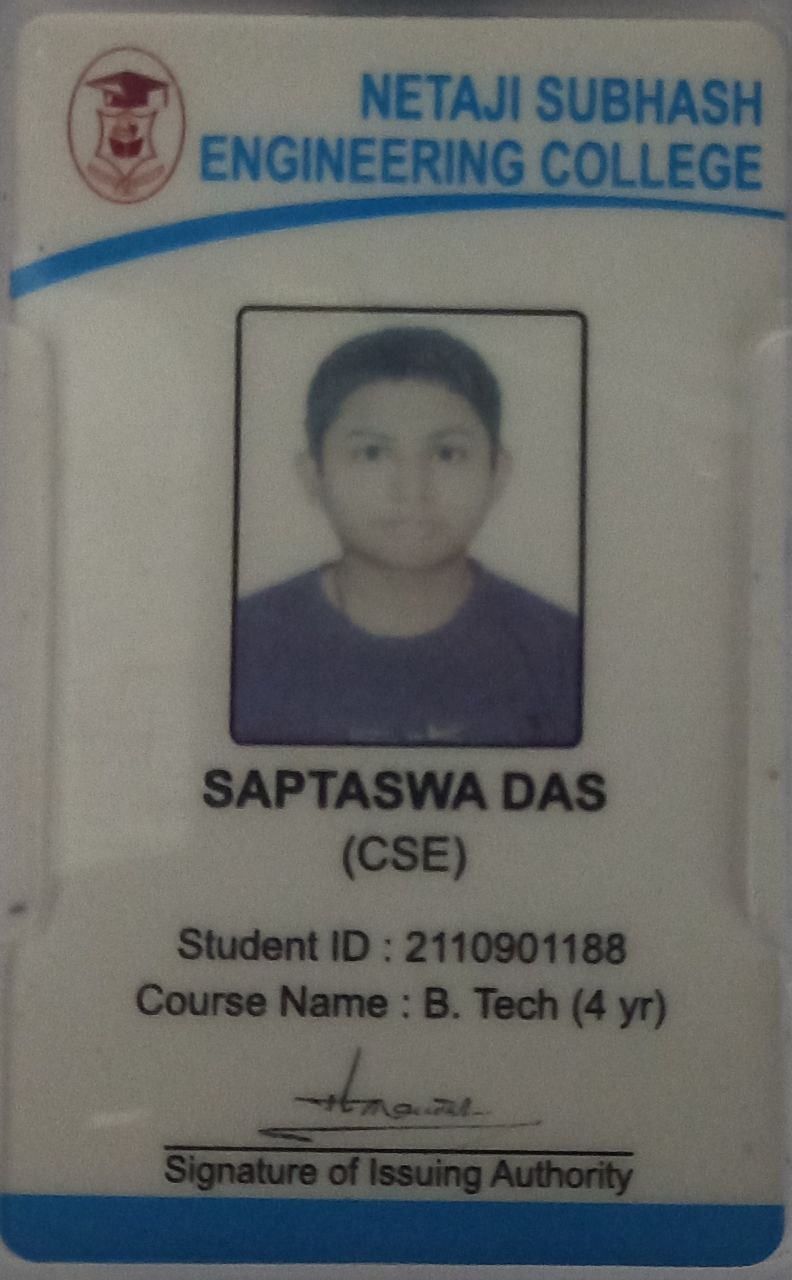 NETAJI SUBHASH
ENGINEERING COLLEGE
SAPTASWA DAS
(CSE)
Student ID : 2110901188
Course Name : B. Tech (4 yr)
Signature of Issuing Authority